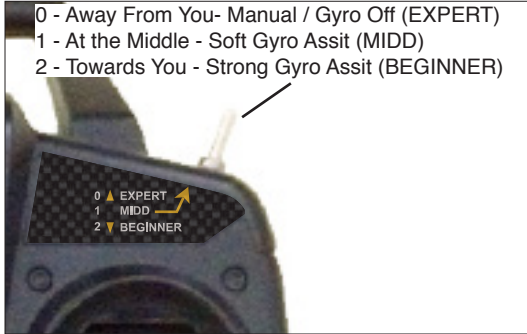 0 - Away From You- Manual / Gyro Off (EXPERT)
1 - At the Middle - Soft Gyro Assit (MIDD)
2 - Towards You - Strong Gyro Assit (BEGINNER)
0 ▲ EXPERT
1 MIDD
2 ▼ BEGINNER